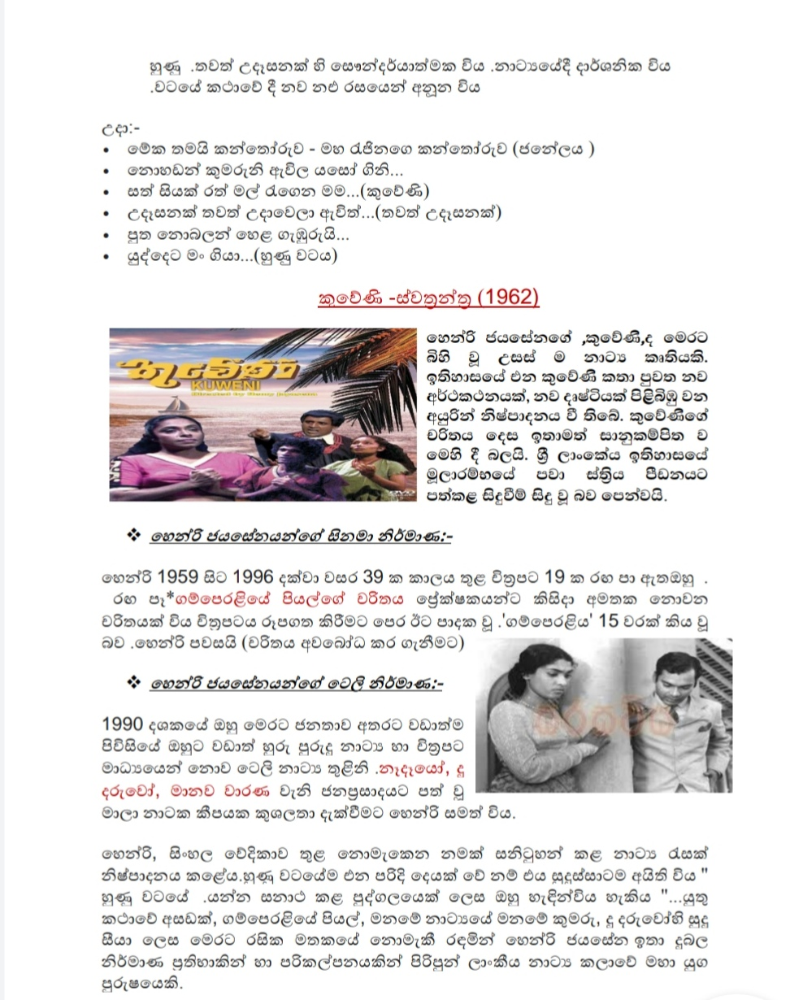 හුණු .තවත් උදෑසනක් හි සෞන්දර්යාත්මක විය .නාට්‍යයේදී දාර්ශනික විය
.වටයේ කථාවේ දී නව නළු රසයෙන් අනූන විය
උදා:-
• මේක තමයි කන්තෝරුව - මහ රැජිනගෙ කන්තෝරුව (ජනේලය )
• නොහඩන් කුමරුනි ඇවිල යසෝ ගිනි...
• සත් සියක් රත් මල් රැගෙන මම...(කුවේණි)
• උදෑසනක් තවත් උදාවෙලා ඇවිත්...(තවත් උදෑසනක්)
• පුත නොබලන් හෙළ ගැඹුරුයි...
• යුද්දෙට මං ගියා...(හුණු වටය)
කුවේණි -ස්වතුන්ත්‍ර (1962)
කුවේණි
KUWENI
හෙන්රි ජයසේනගේ ,කුවේණි,ද මෙරට
බිහි වූ උසස් ම නාට්‍ය කෘතියකි.
ඉතිහාසයේ එන කුවේණි කතා පුවත නව
අර්ථකථනයක්, නව දෘෂ්ටියක් පිළිබිඹු වන
අයුරින් නිෂ්පාදනය වී තිබේ. කුවේණිගේ
චරිතය දෙස ඉතාමත් සානුකම්පිත ව
මෙහි දී බලයි. ශ්‍රී ලාංකේය ඉතිහාසයේ
මූලාරම්භයේ පවා ස්ත්‍රිය පීඩනයට
පත්කළ සිදුවීම් සිදු වූ බව පෙන්වයි.
❖ හෙන්රි ජයසේනයන්ගේ සිනමා නිර්මාණ:-
හෙන්රි 1959 සිට 1996 දක්වා වසර 39 ක කාලය තුළ චිත්‍රපට 19 ක රඟ පා ඇතඔහු .
රඟ පෑ*ගම්පෙරළියේ පියල්ගේ චරිතය ප්‍රේක්ෂකයන්ට කිසිදා අමතක නොවන
චරිතයක් විය චිත්‍රපටය රූපගත කිරීමට පෙර ඊට පාදක වූ .'ගම්පෙරළිය' 15 වරක් කිය වූ
බව .හෙන්රි පවසයි (චරිතය අවබෝධ කර ගැනීමට)
❖ හෙන්රි ජයසේනයන්ගේ ටෙලි නිර්මාණ:-
1990 දශකයේ ඔහු මෙරට ජනතාව අතරට වඩාත්ම
පිවිසියේ ඔහුට වඩාත් හුරු පුරුදු නාට්‍ය හා චිත්‍රපට
මාධ්‍යයෙන් නොව ටෙලි නාට්‍ය තුළිනි .නෑදෑයෝ, දූ
දරුවෝ, මානව වාරණ වැනි ජනප්‍රසාදයට පත් වූ
මාලා නාටක කීපයක කුශලතා දැක්වීමට හෙන්රි සමත් විය.
හෙන්රි, සිංහල වේදිකාව තුළ නොමැකෙන නමක් සනිටුහන් කළ නාට්‍ය රැසක්
නිෂ්පාදනය කළේය.හුණු වටයේම එන පරිදි දෙයක් වේ නම් එය සුදුස්සාටම අයිති විය "
හුණු වටයේ .යන්න සනාථ කළ පුද්ගලයෙක් ලෙස ඔහු හැඳින්විය හැකිය "...යුතු
කථාවේ අසඩක්, ගම්පෙරළියේ පියල්, මනමේ නාට්‍යයේ මනමේ කුමරු, දූ දරුවෝහි සුදු
සීයා ලෙස මෙරට රසික මතකයේ නොමැකී රඳමින් හෙන්රි ජයසේන ඉතා දුබල
නිර්මාණ ප්‍රතිභාකින් හා පරිකල්පනයකින් පිරිපුන් ලාංකීය නාට්‍ය කලාවේ මහා යුග
පුරුෂයෙකි.